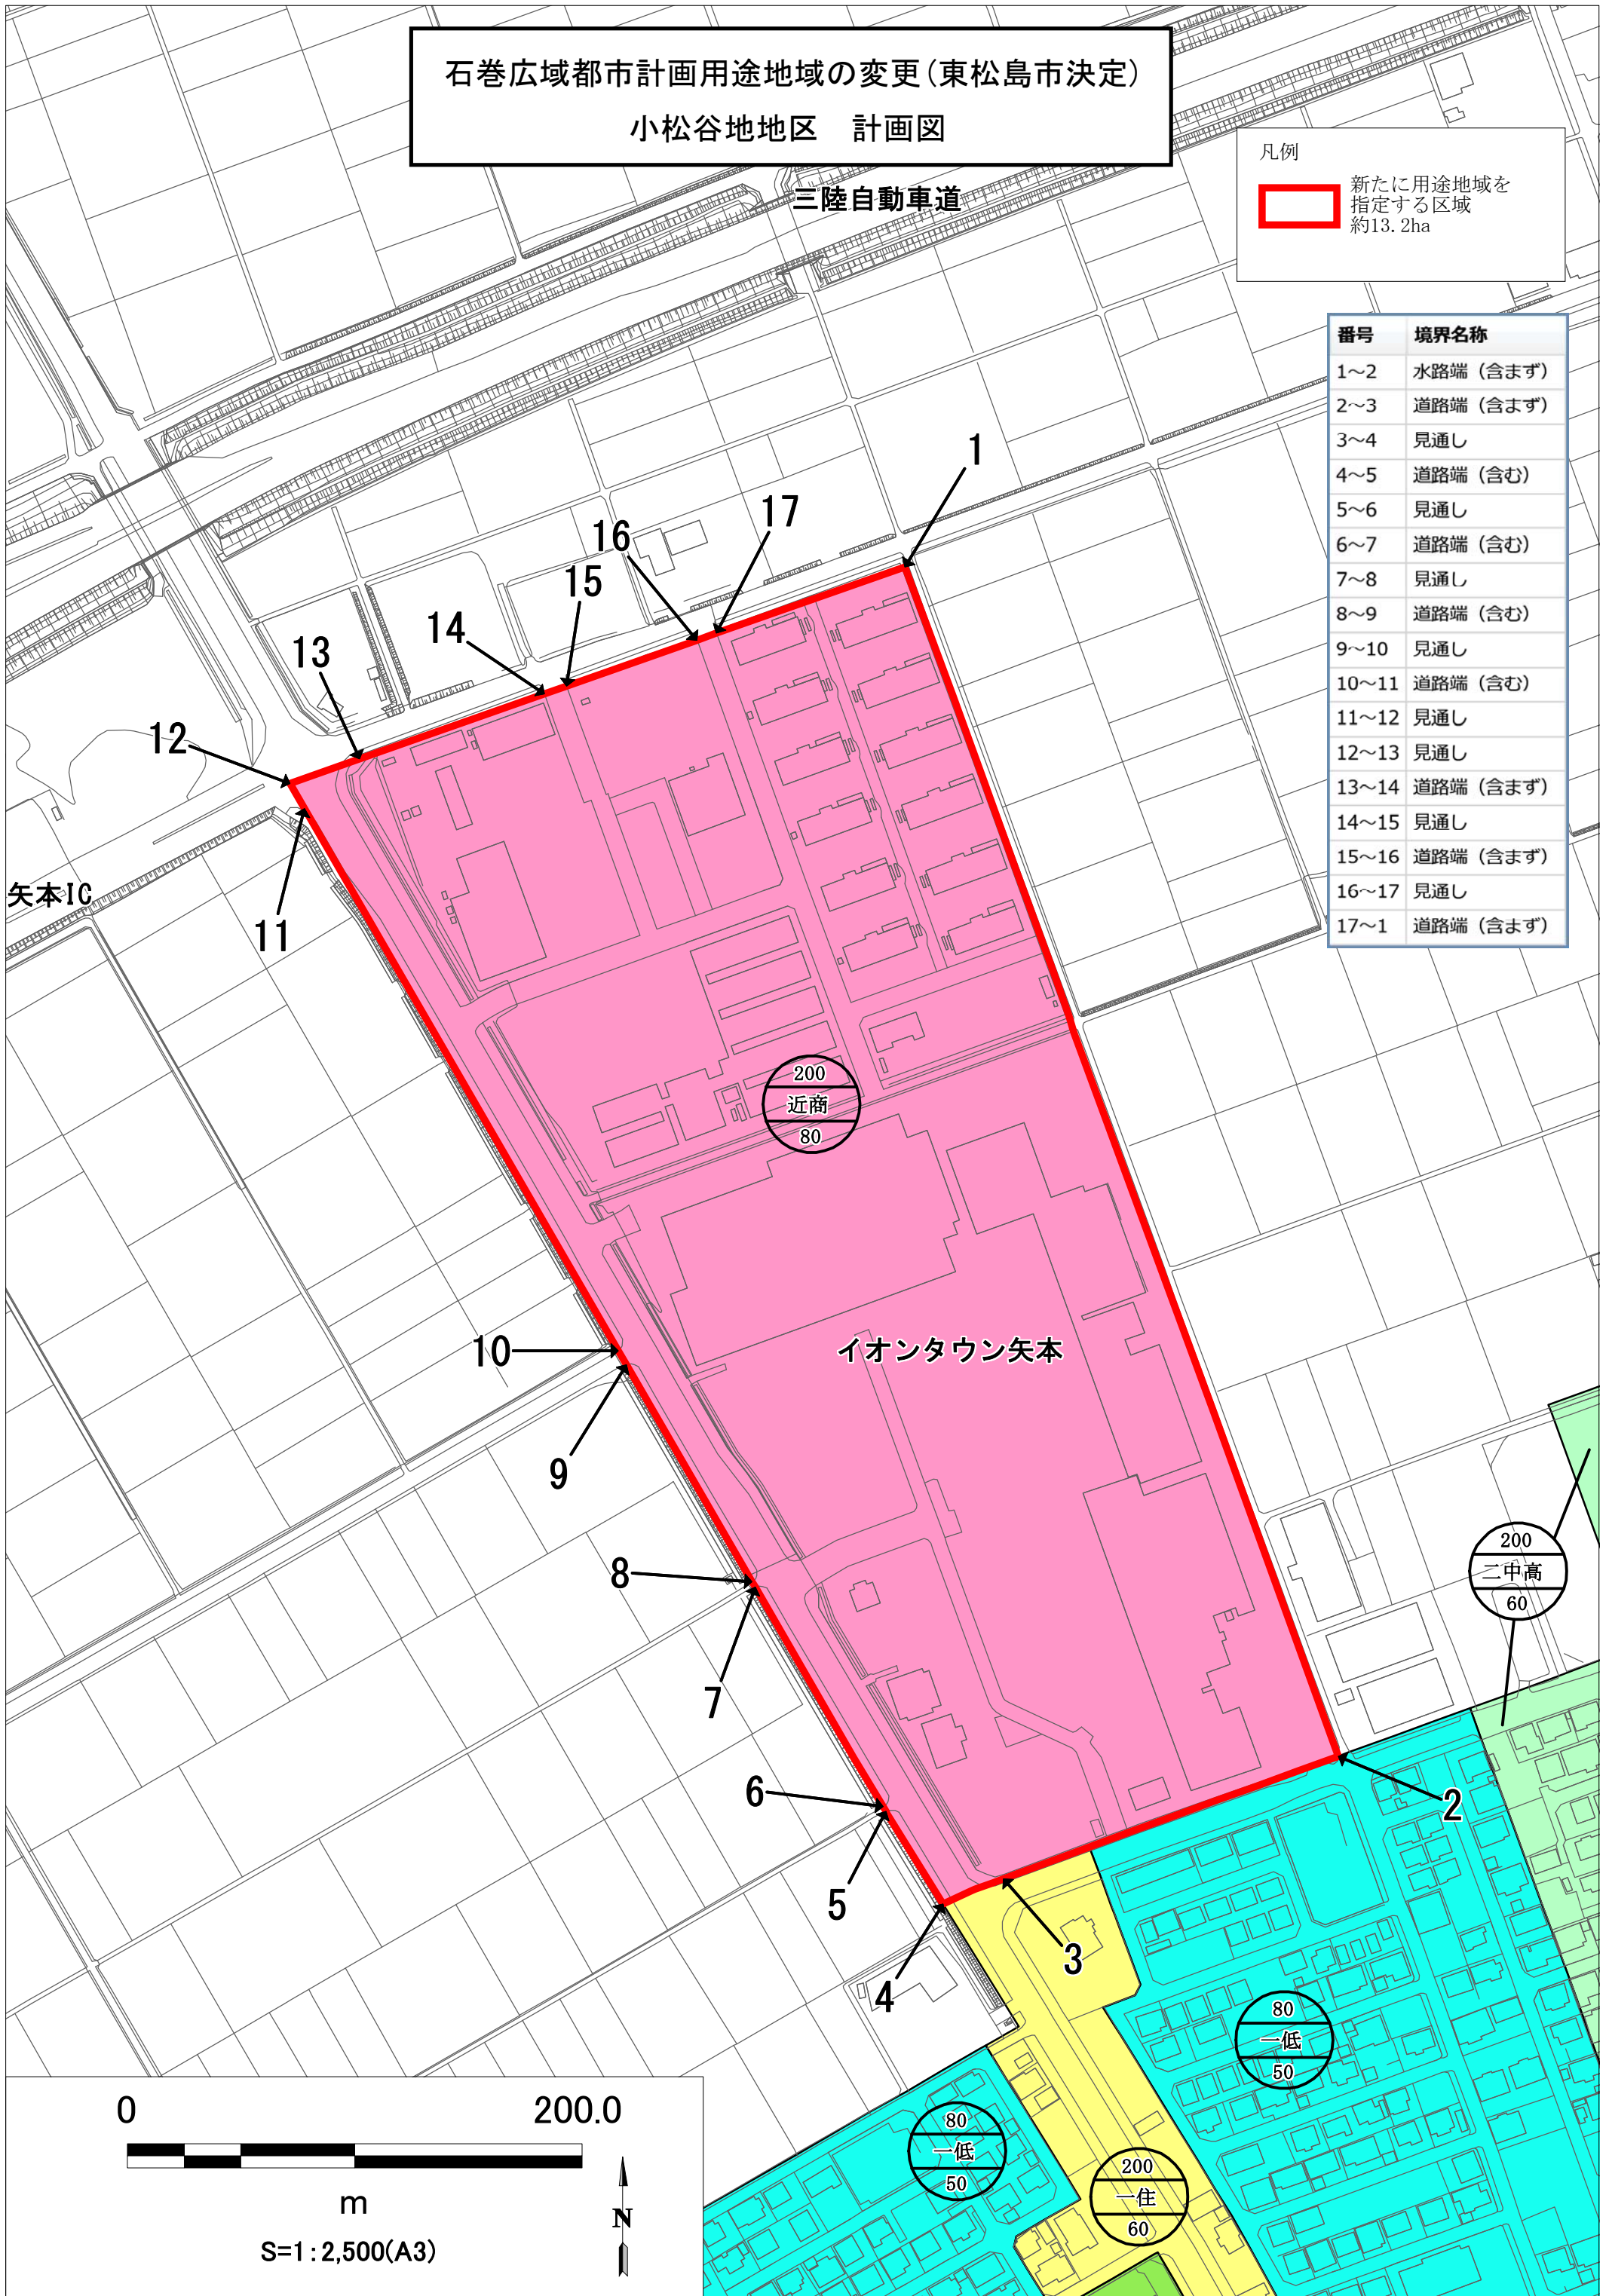 石巻広域都市計画用途地域の変更(東松島市決定)
小松谷地地区　計画図
凡例
新たに用途地域を
指定する区域
約13.2ha
三陸自動車道
番号 境界名称
1～2 水路端（含まず）
2～3 道路端（含まず）
3～4 見通し
4～5 道路端（含む）
5～6 見通し
6～7 道路端（含む）
7～8 見通し
8～9 道路端（含む）
9～10 見通し
10～11 道路端（含む）
11～12 見通し
12～13 見通し
13～14 道路端（含まず）
14～15 見通し
15～16 道路端（含まず）
16～17 見通し
17～1 道路端（含まず）
1
17
16
15
14
13
12
11
矢本IC
200
近商
80
イオンタウン矢本
10
9
8
7
6
5
4
3
2
200
二中高
60
80
一低
50
80
一低
50
200
一住
60
0 200.0
m
S=1:2,500(A3)
N